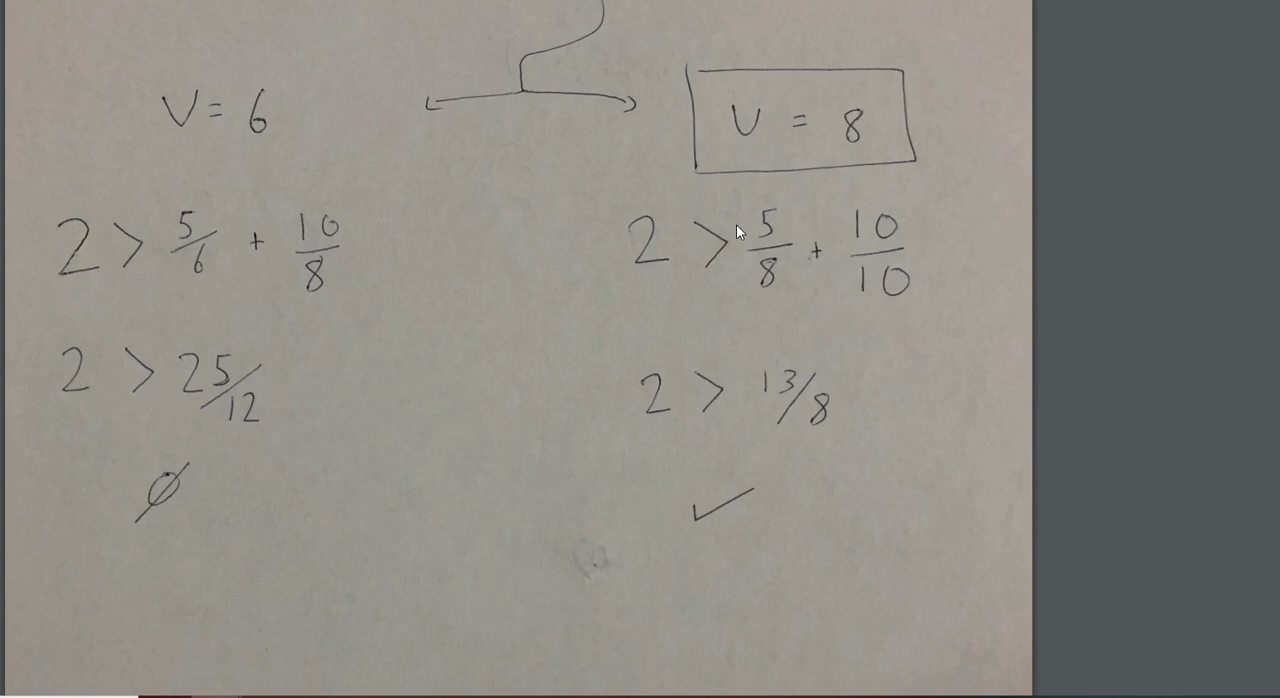 V = 6
2 > 5/6 + 10/8
2 > 25/12
∅
V = 8
2 > 5/8 + 10/10
2 > 13/8
✓